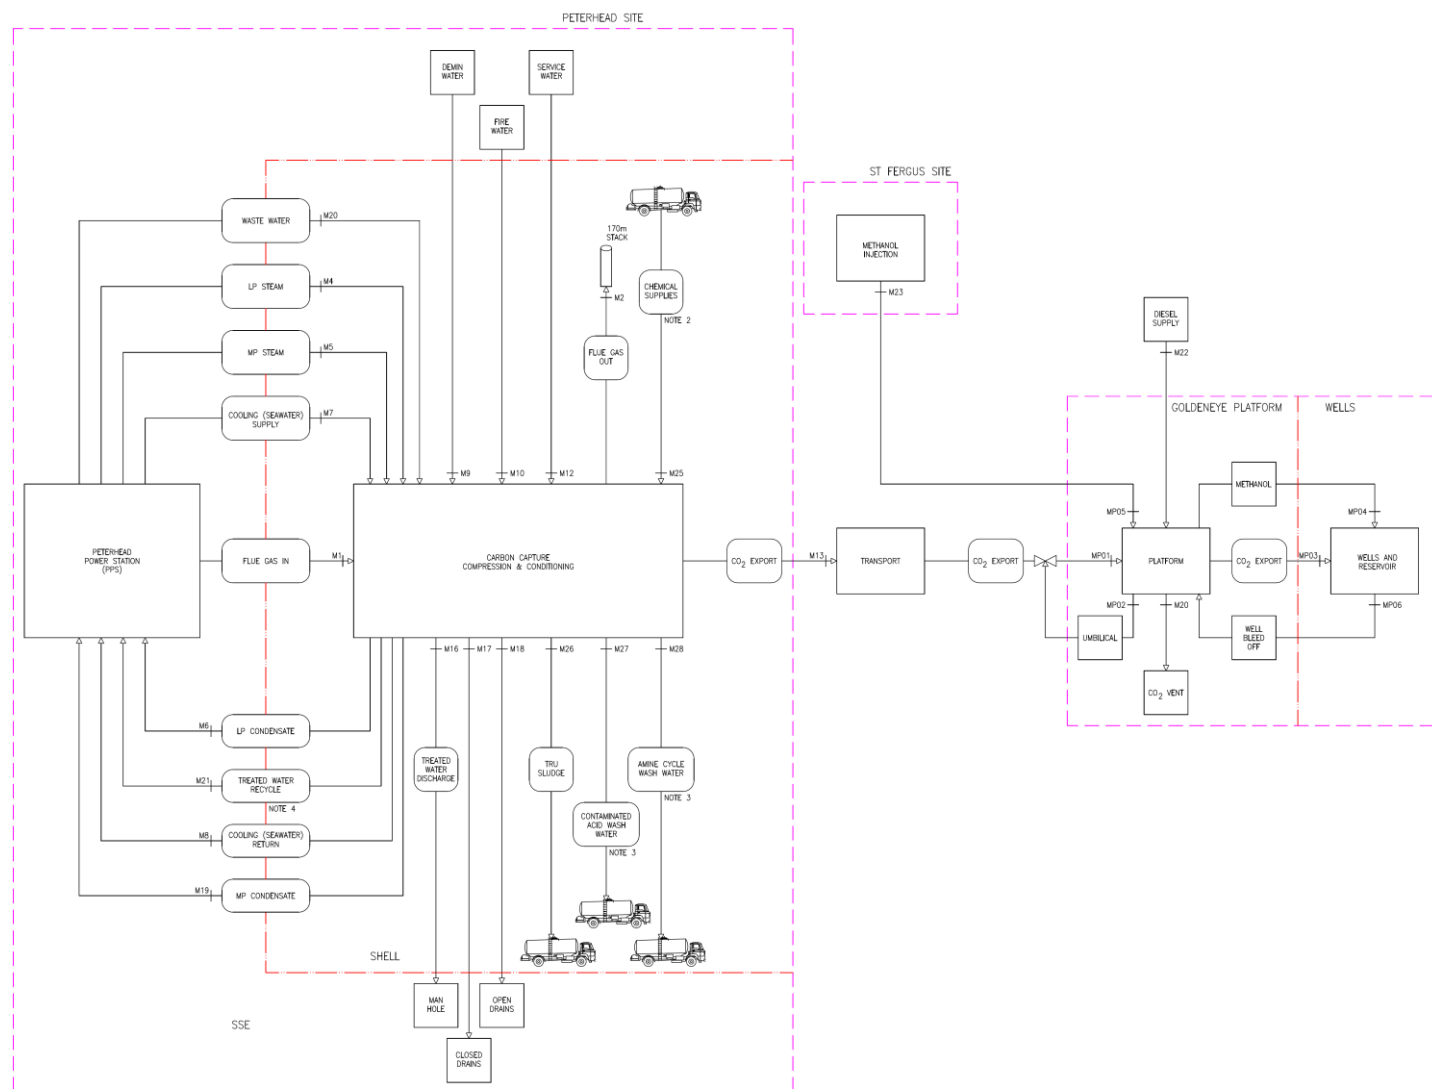 PETERHEAD SITE
DEMIN
WATER
SERVICE
WATER
FIRE
WATER
ST FERGUS SITE
METHANOL
INJECTION
M23
WASTE WATER
M20
LP STEAM
M4
MP STEAM
M5
COOLING (SEAWATER)
SUPPLY
M7
170m
STACK
M2
FLUE GAS
OUT
CHEMICAL
SUPPLIES
NOTE 2
DIESEL
SUPPLY
M22
GOLDENEYE PLATFORM
WELLS
M9
M10
M12
M25
METHANOL
MP05
MP04
PETERHEAD
POWER STATION
(PPS)
FLUE GAS IN
M1
CARBON CAPTURE
COMPRESSION & CONDITIONING
CO2 EXPORT
M13
TRANSPORT
CO2 EXPORT
MP01
PLATFORM
CO2 EXPORT
MP03
WELLS AND
RESERVOIR
MP02
M20
MP06
UMBILICAL
WELL
BLEED
OFF
CO2 VENT
M16
M17
M18
M26
M27
M28
M6
LP CONDENSATE
M21
TREATED WATER
RECYCLE
NOTE 4
M8
COOLING (SEAWATER)
RETURN
M19
MP CONDENSATE
TREATED
WATER
DISCHARGE
TRU
SLUDGE
CONTAMINATED
ACID WASH
WATER
NOTE 3
AMINE CYCLE
WASH WATER
NOTE 3
SHELL
SSE
MAN
HOLE
OPEN
DRAINS
CLOSED
DRAINS